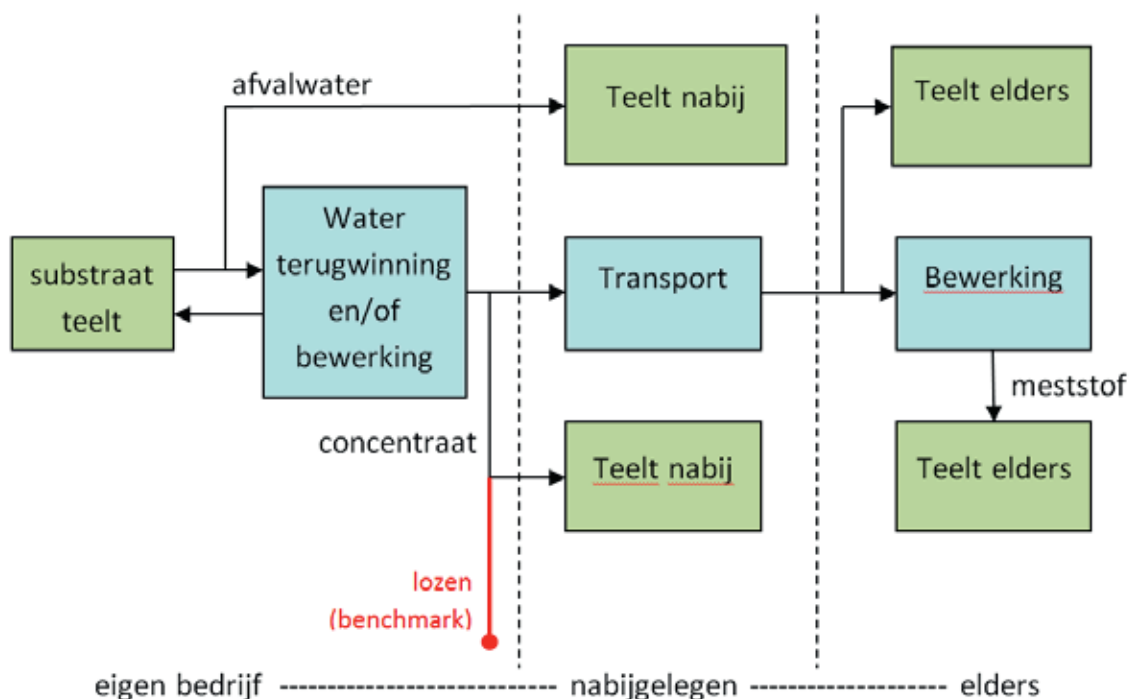 afvalwater
Teelt nabij
Teelt elders
substraat
teelt
Water
terugwinning
en/of
bewerking
Transport
Bewerking
meststof
concentraat
Teelt nabij
Teelt elders
lozen
(benchmark)
eigen bedrijf ---------------------- nabijgelegen ---------------- elders